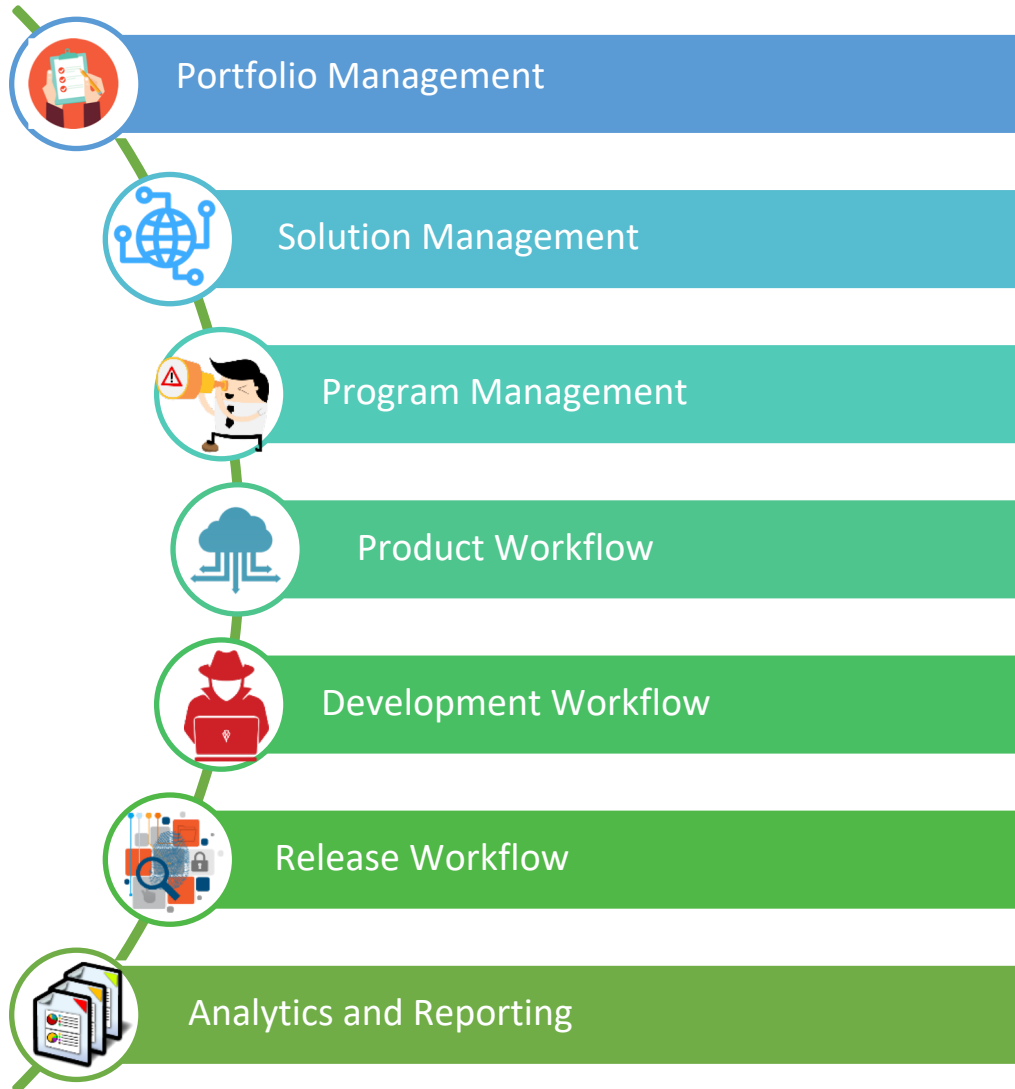 Portfolio Management
Solution Management
Program Management
Product Workflow
Development Workflow
Release Workflow
Analytics and Reporting